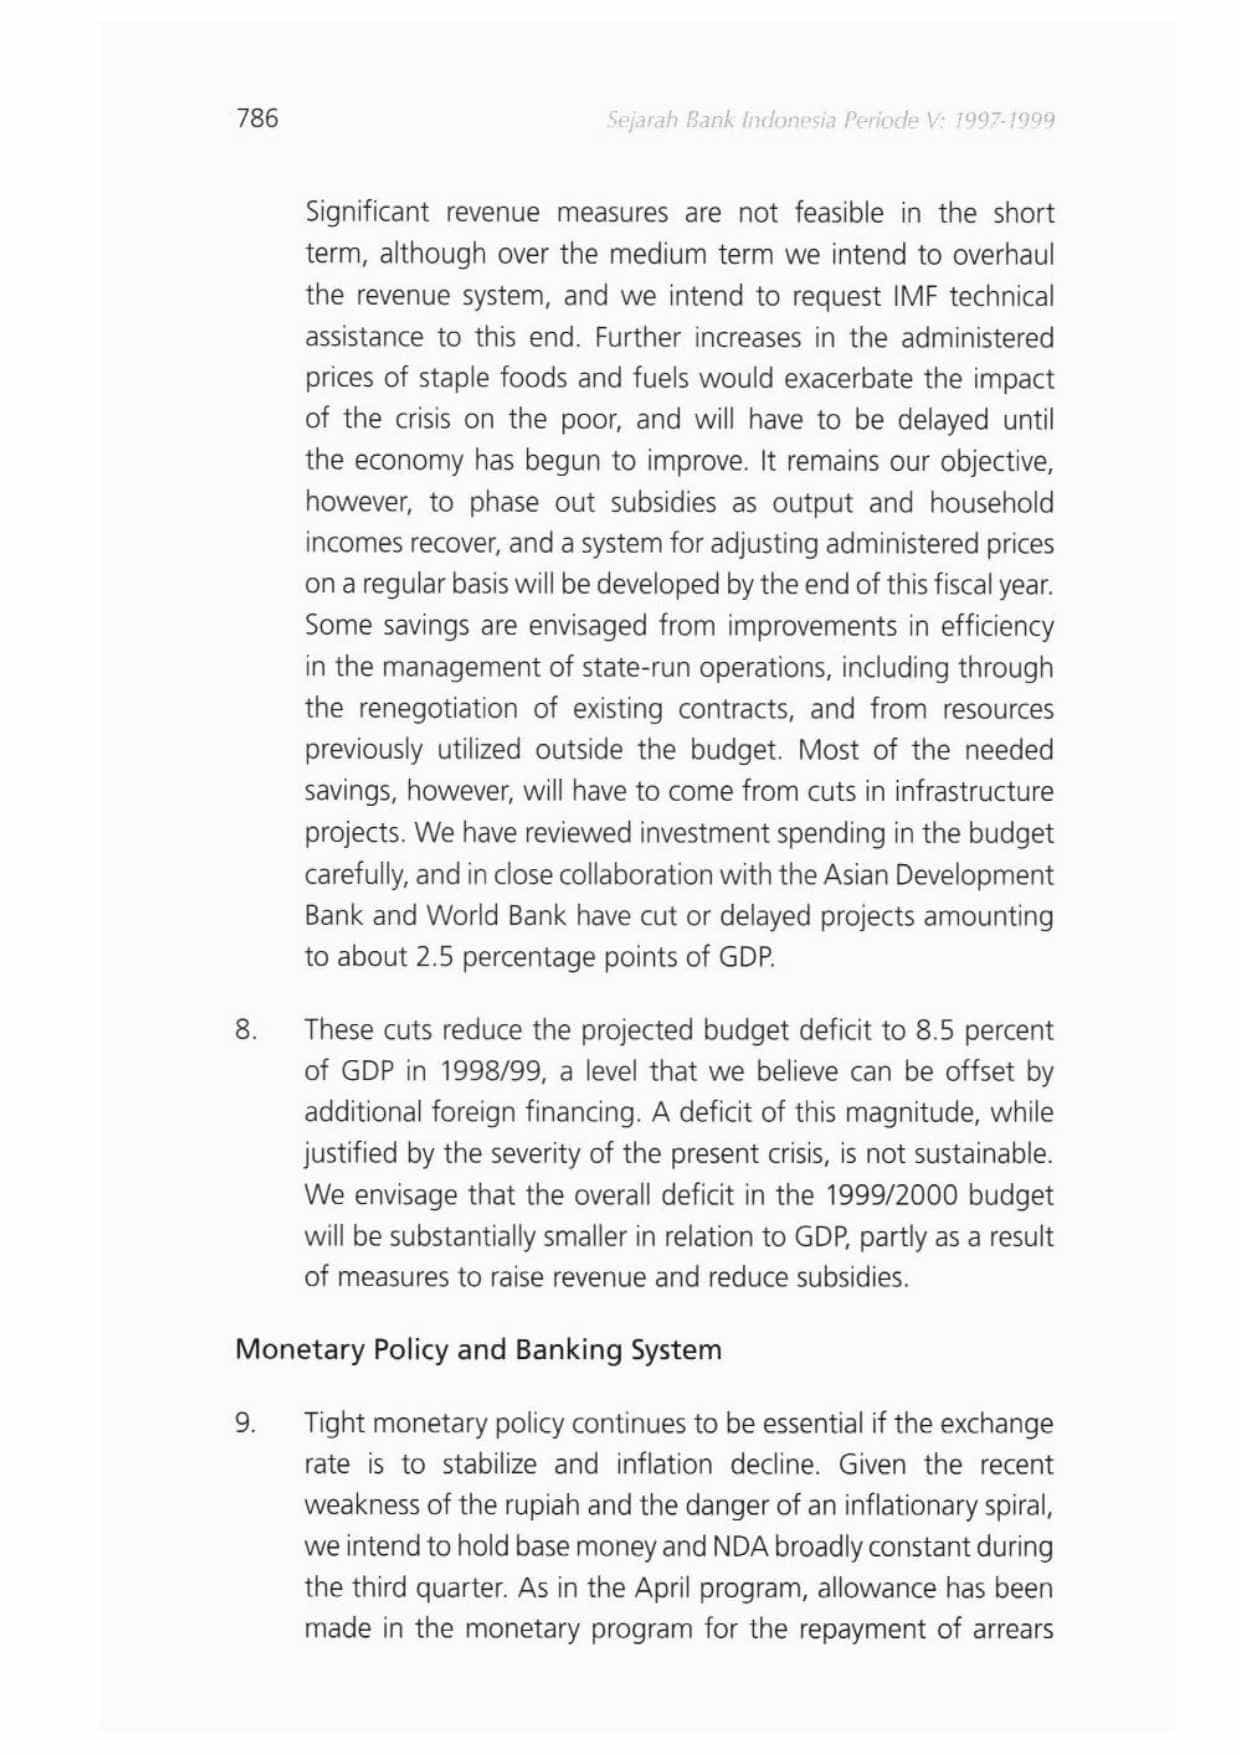 786
Sejarah Bank Indonesia Periode V: 1997-1999
Significant revenue measures are not feasible in the short
term, although over the medium term we intend to overhaul
the revenue system, and we intend to request IMF technical
assistance to this end. Further increases in the administered
prices of staple foods and fuels would exacerbate the impact
of the crisis on the poor, and will have to be delayed until
the economy has begun to improve. It remains our objective,
however, to phase out subsidies as output and household
incomes recover, and a system for adjusting administered prices
on a regular basis will be developed by the end of this fiscal year.
Some savings are envisaged from improvements in efficiency
in the management of state-run operations, including through
the renegotiation of existing contracts, and from resources
previously utilized outside the budget. Most of the needed
savings, however, will have to come from cuts in infrastructure
projects. We have reviewed investment spending in the budget
carefully, and in close collaboration with the Asian Development
Bank and World Bank have cut or delayed projects amounting
to about 2.5 percentage points of GDP.
8. These cuts reduce the projected budget deficit to 8.5 percent
of GDP in 1998/99, a level that we believe can be offset by
additional foreign financing. A deficit of this magnitude, while
justified by the severity of the present crisis, is not sustainable.
We envisage that the overall deficit in the 1999/2000 budget
will be substantially smaller in relation to GDP, partly as a result
of measures to raise revenue and reduce subsidies.
Monetary Policy and Banking System
9. Tight monetary policy continues to be essential if the exchange
rate is to stabilize and inflation decline. Given the recent
weakness of the rupiah and the danger of an inflationary spiral,
we intend to hold base money and NDA broadly constant during
the third quarter. As in the April program, allowance has been
made in the monetary program for the repayment of arrears